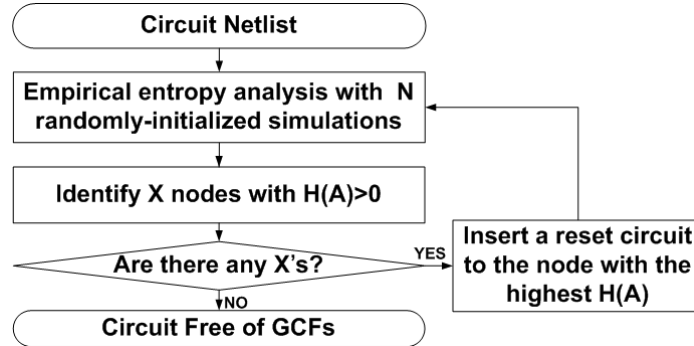 Circuit Netlist
Empirical entropy analysis with N
randomly-initialized simulations
Identify X nodes with H(A)>0
Are there any X's?
YES
Insert a reset circuit
to the node with the
highest H(A)
NO
Circuit Free of GCFs